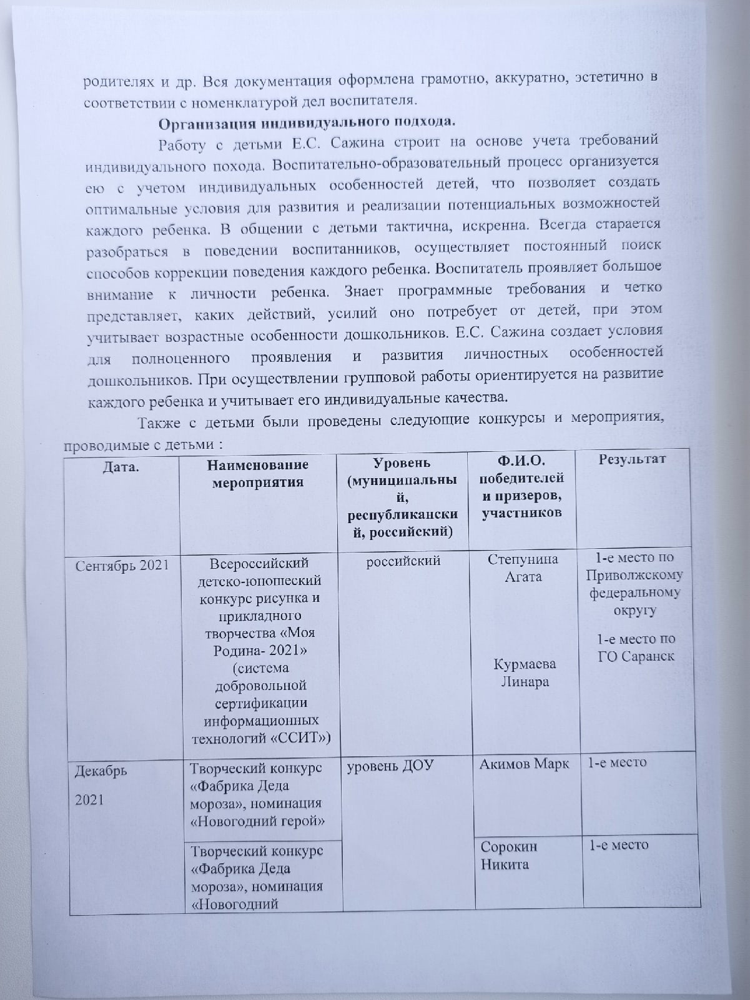 родителях и др. Вся документация оформлена грамотно, аккуратно, эстетично в
соответствии с номенклатурой дел воспитателя.
Организация индивидуального подхода.
Работу с детьми Е.С. Сажина строит на основе учета требований
индивидуального похода. Воспитательно-образовательный процесс организуется
ею с учетом индивидуальных особенностей детей, что позволяет создать
оптимальные условия для развития и реализации потенциальных возможностей
каждого ребенка. В общении с детьми тактична, искренна. Всегда старается
разобраться в поведении воспитанников, осуществляет постоянный поиск
способов коррекции поведения каждого ребенка. Воспитатель проявляет большое
внимание к личности ребенка. Знает программные требования и четко
представляет, каких действий, усилий оно потребует от детей, при этом
учитывает возрастные особенности дошкольников. Е.С. Сажина создает условия
для полноценного проявления и развития личностных особенностей
дошкольников. При осуществлении групповой работы ориентируется на развитие
каждого ребенка и учитывает его индивидуальные качества.
Также с детьми были проведены следующие конкурсы и мероприятия,
проводимые с детьми :
Дата.
Наименование
мероприятия
Уровень
(муниципальны
й,
республикански
й, российский)
Ф.И.О.
победителей
и призеров,
участников
Результат
Сентябрь 2021
Всероссийский
детско-юношеский
конкурс рисунка и
прикладного
творчества «Моя
Родина- 2021»
(система
добровольной
сертификации
информационных
технологий «ССИТ»)
российский
Степунина
Агата
Курмаева
Линара
1-е место по
Приволжскому
федеральному
округу
1-е место по
ГО Саранск
Декабрь
2021
Творческий конкурс
«Фабрика Деда
мороза», номинация
«Новогодний герой»
уровень ДОУ
Акимов Марк
1-е место
Творческий конкурс
«Фабрика Деда
мороза», номинация
«Новогодний
Сорокин
Никита
1-е место